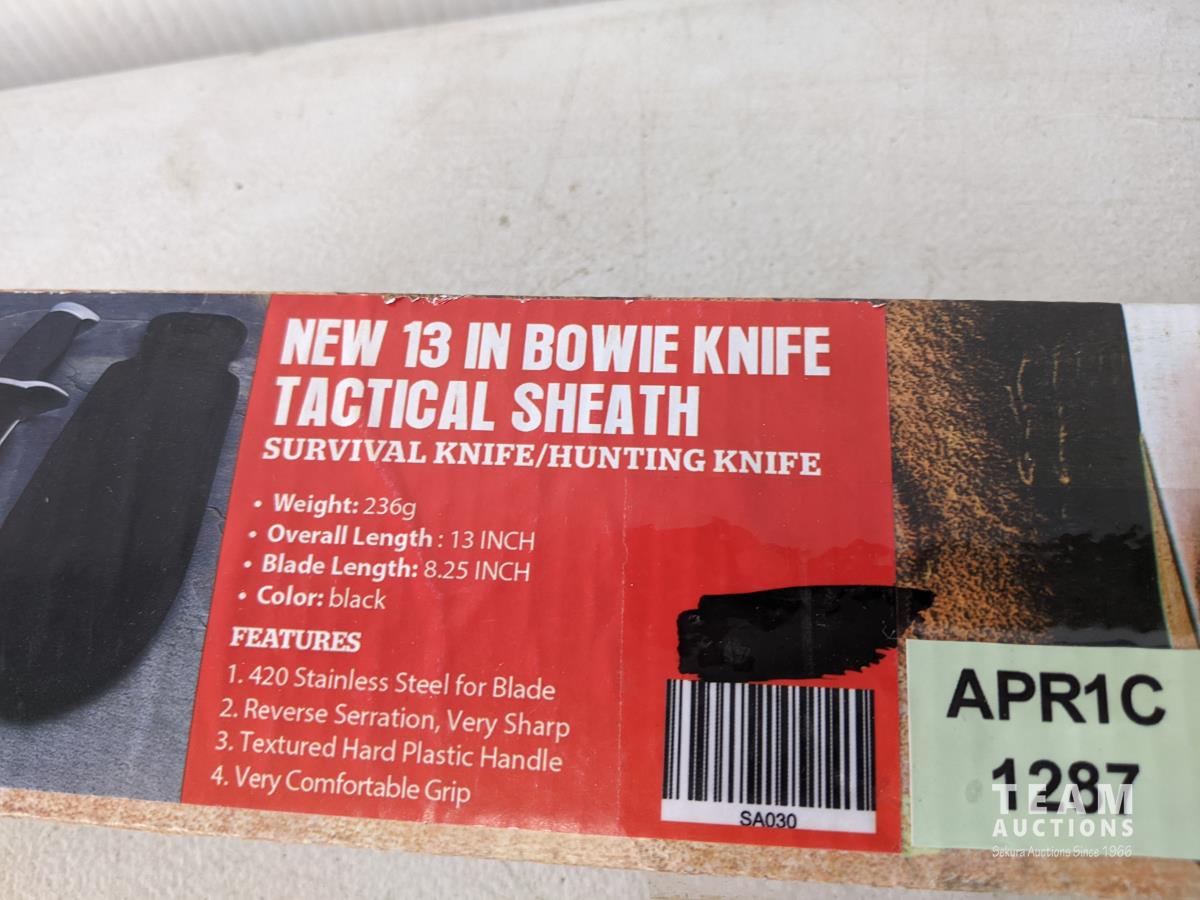 NEW 13 IN BOWIE KNIFE
TACTICAL SHEATH
SURVIVAL KNIFE/HUNTING KNIFE
• Weight: 236g
• Overall Length : 13 INCH
• Blade Length: 8.25 INCH
• Color: black
FEATURES
1. 420 Stainless Steel for Blade
2. Reverse Serration, Very Sharp
3. Textured Hard Plastic Handle
4. Very Comfortable Grip
SA030
APR1C
1287
TEAM
AUCTIONS
Sekura Auctions Since 1966